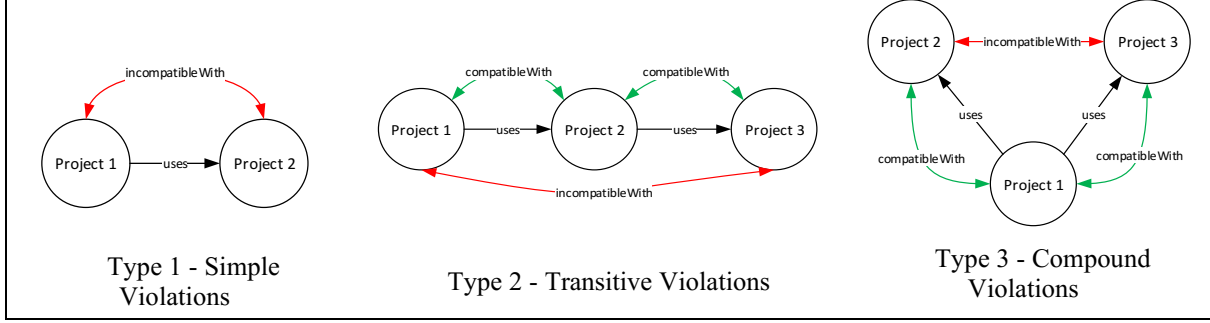 incompatibleWith
Project 1
uses
Project 2
Type 1 - Simple
Violations
compatibleWith
compatibleWith
Project 1
uses
Project 2
uses
Project 3
incompatibleWith
Type 2 - Transitive Violations
Project 2
incompatibleWith
Project 3
uses
uses
compatibleWith
compatibleWith
Project 1
Type 3 - Compound
Violations